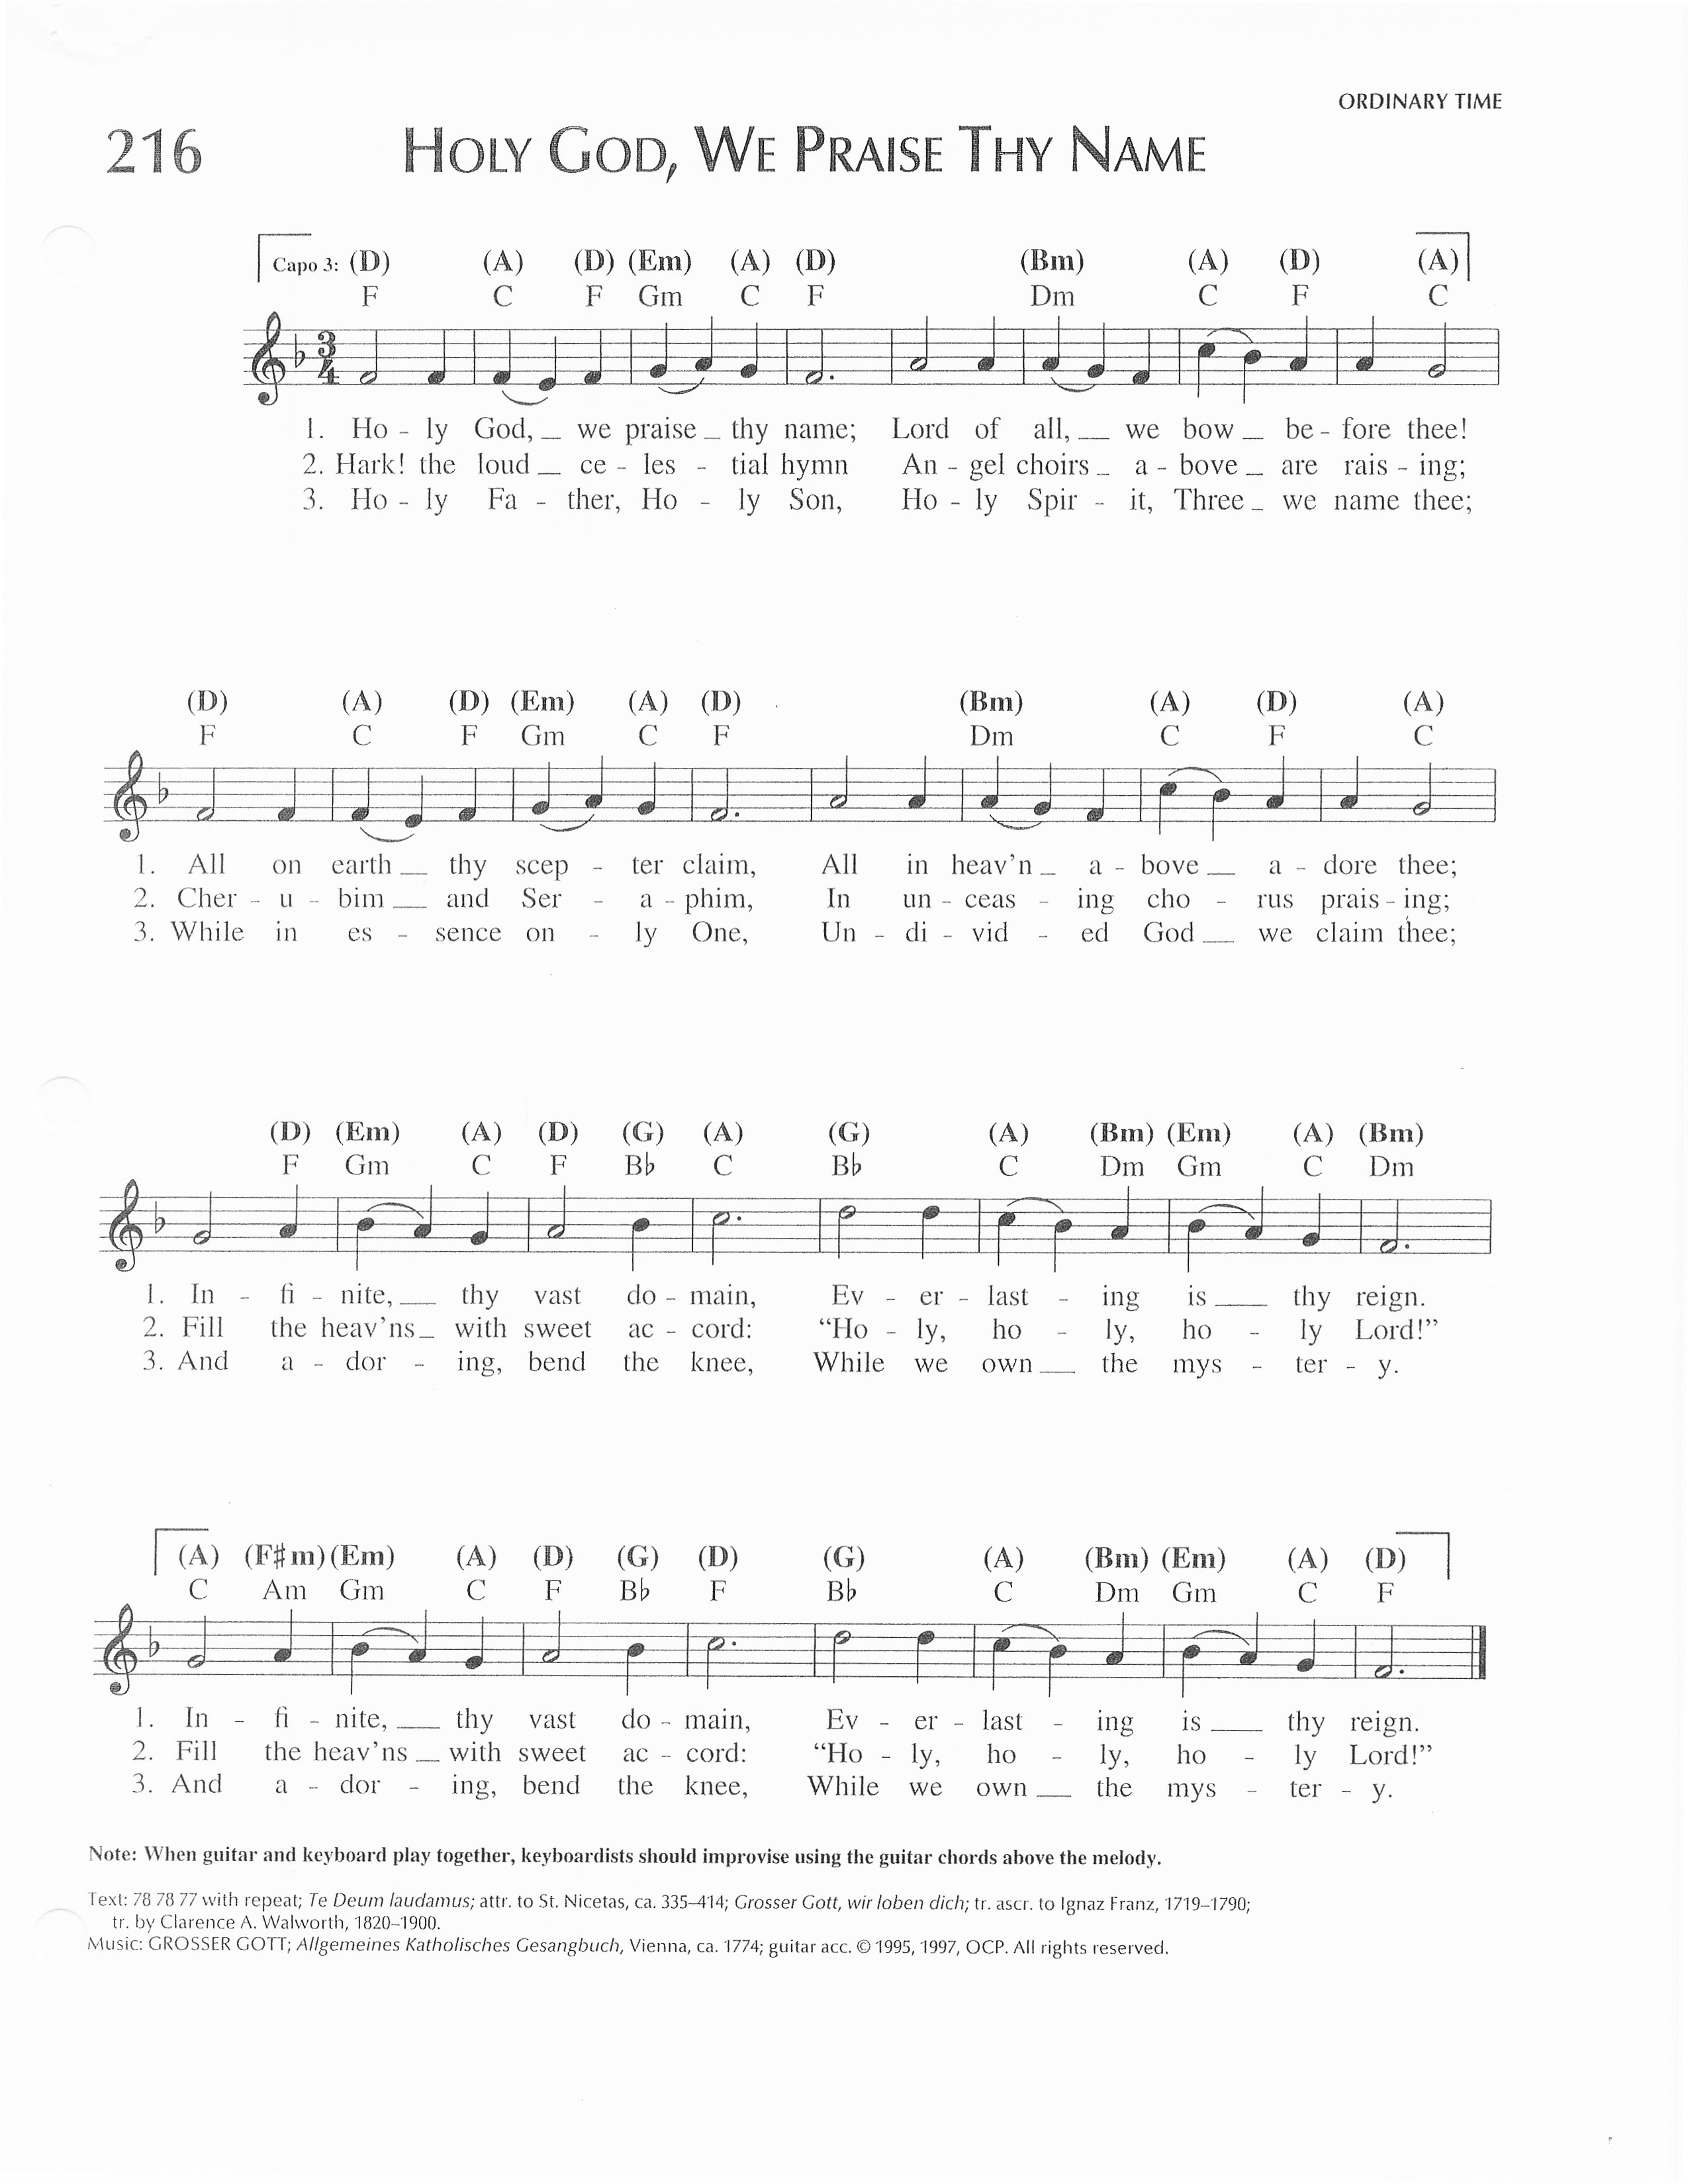 ORDINARY TIME
216 HOLY GOD, WE PRAISE THY NAME
Capo 3: (D) (A) (D) (Em) (A) (D) (Bm) (A) (D) (A)
F C F Gm C F Dm C F C
3 4
1. Ho - ly God, _ we praise _ thy name; Lord of all, _ we bow _ be - fore thee!
2. Hark! the loud _ ce - les - tial hymn An - gel choirs _ a - bove _ are rais - ing;
3. Ho - ly Fa - ther, Ho - ly Son, Ho - ly Spir - it, Three _ we name thee;
(D) (A) (D) (Em) (A) (D) (Bm) (A) (D) (A)
F C F Gm C F Dm C F C
1. All on earth _ thy scep - ter claim, All in heav'n _ a - bove _ a - dore thee;
2. Cher - u - bim _ and Ser - a - phim, In un - ceas - ing cho - rus prais - ing;
3. While in es - sence on - ly One, Un - di - vid - ed God _ we claim thee;
(D) (Em) (A) (D) (G) (A) (G) (A) (Bm) (Em) (A) (Bm)
F Gm C F B♭ C B♭ C Dm Gm C Dm
1. In - fi - nite, _ thy vast do - main, Ev - er - last - ing is _ thy reign.
2. Fill the heav'ns _ with sweet ac - cord: “Ho - ly, ho - ly, ho - ly Lord!”
3. And a - dor - ing, bend the knee, While we own _ the mys - ter - y.
(A) (F♯m) (Em) (A) (D) (G) (D) (G) (A) (Bm) (Em) (A) (D)
C Am Gm C F B♭ F B♭ C Dm Gm C F
1. In - fi - nite, _ thy vast do - main, Ev - er - last - ing is _ thy reign.
2. Fill the heav'ns _ with sweet ac - cord: “Ho - ly, ho - ly, ho - ly Lord!”
3. And a - dor - ing, bend the knee, While we own _ the mys - ter - y.
Note: When guitar and keyboard play together, keyboardists should improvise using the guitar chords above the melody.
Text: 78 78 77 with repeat; Te Deum laudamus; attr. to St. Nicetas, ca. 335–414; Grosser Gott, wir loben dich; tr. ascr. to Ignaz Franz, 1719–1790;
tr. by Clarence A. Walworth, 1820–1900.
Music: GROSSER GOTT; Allgemeines Katholisches Gesangbuch, Vienna, ca. 1774; guitar acc. © 1995, 1997, OCP. All rights reserved.